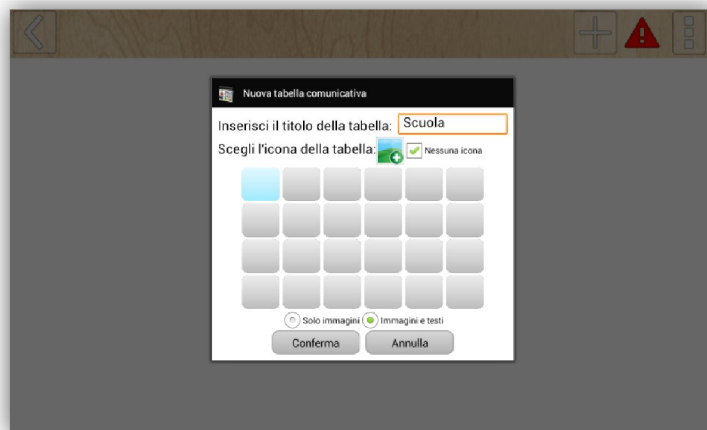 Nuova tabella comunicativa
Inserisci il titolo della tabella: Scuola
Scegli l'icona della tabella: Nessuna icona
Solo immagini Immagini e testi
Conferma Annulla